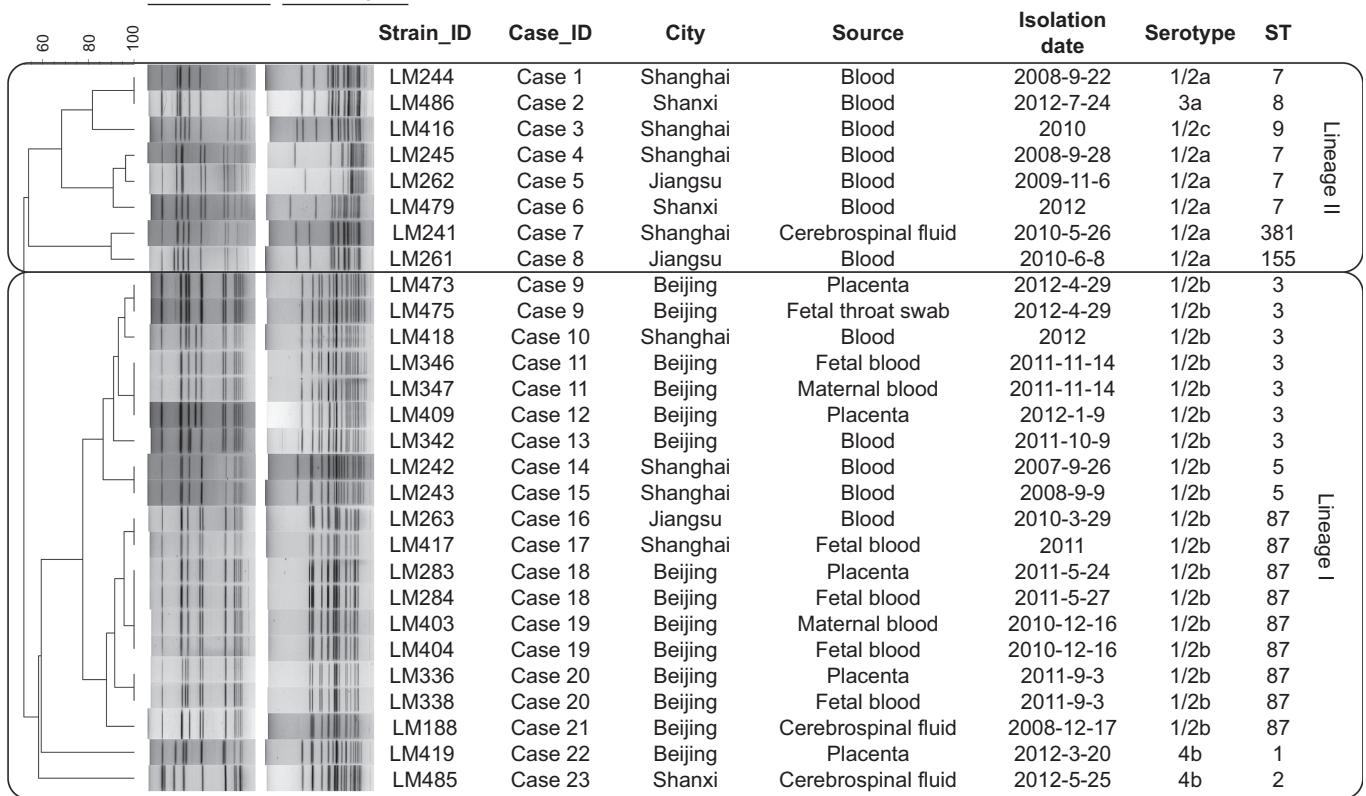 60 80 100
Strain_ID Case_ID City Source Isolation date Serotype ST
LM244 Case 1 Shanghai Blood 2008-9-22 1/2a 7
LM486 Case 2 Shanxi Blood 2012-7-24 3a 8
LM416 Case 3 Shanghai Blood 2010 1/2c 9
LM245 Case 4 Shanghai Blood 2008-9-28 1/2a 7
LM262 Case 5 Jiangsu Blood 2009-11-6 1/2a 7
LM479 Case 6 Shanxi Blood 2012 1/2a 7
LM241 Case 7 Shanghai Cerebrospinal fluid 2010-5-26 1/2a 381
LM261 Case 8 Jiangsu Blood 2010-6-8 1/2a 155
Lineage II
LM473 Case 9 Beijing Placenta 2012-4-29 1/2b 3
LM475 Case 9 Beijing Fetal throat swab 2012-4-29 1/2b 3
LM418 Case 10 Shanghai Blood 2012 1/2b 3
LM346 Case 11 Beijing Fetal blood 2011-11-14 1/2b 3
LM347 Case 11 Beijing Maternal blood 2011-11-14 1/2b 3
LM409 Case 12 Beijing Placenta 2012-1-9 1/2b 3
LM342 Case 13 Beijing Blood 2011-10-9 1/2b 3
LM242 Case 14 Shanghai Blood 2007-9-26 1/2b 5
LM243 Case 15 Shanghai Blood 2008-9-9 1/2b 5
LM263 Case 16 Jiangsu Blood 2010-3-29 1/2b 87
LM417 Case 17 Shanghai Fetal blood 2011 1/2b 87
LM283 Case 18 Beijing Placenta 2011-5-24 1/2b 87
LM284 Case 18 Beijing Fetal blood 2011-5-27 1/2b 87
LM403 Case 19 Beijing Maternal blood 2010-12-16 1/2b 87
LM404 Case 19 Beijing Fetal blood 2010-12-16 1/2b 87
LM336 Case 20 Beijing Placenta 2011-9-3 1/2b 87
LM338 Case 20 Beijing Fetal blood 2011-9-3 1/2b 87
LM188 Case 21 Beijing Cerebrospinal fluid 2008-12-17 1/2b 87
LM419 Case 22 Beijing Placenta 2012-3-20 4b 1
LM485 Case 23 Shanxi Cerebrospinal fluid 2012-5-25 4b 2
Lineage I